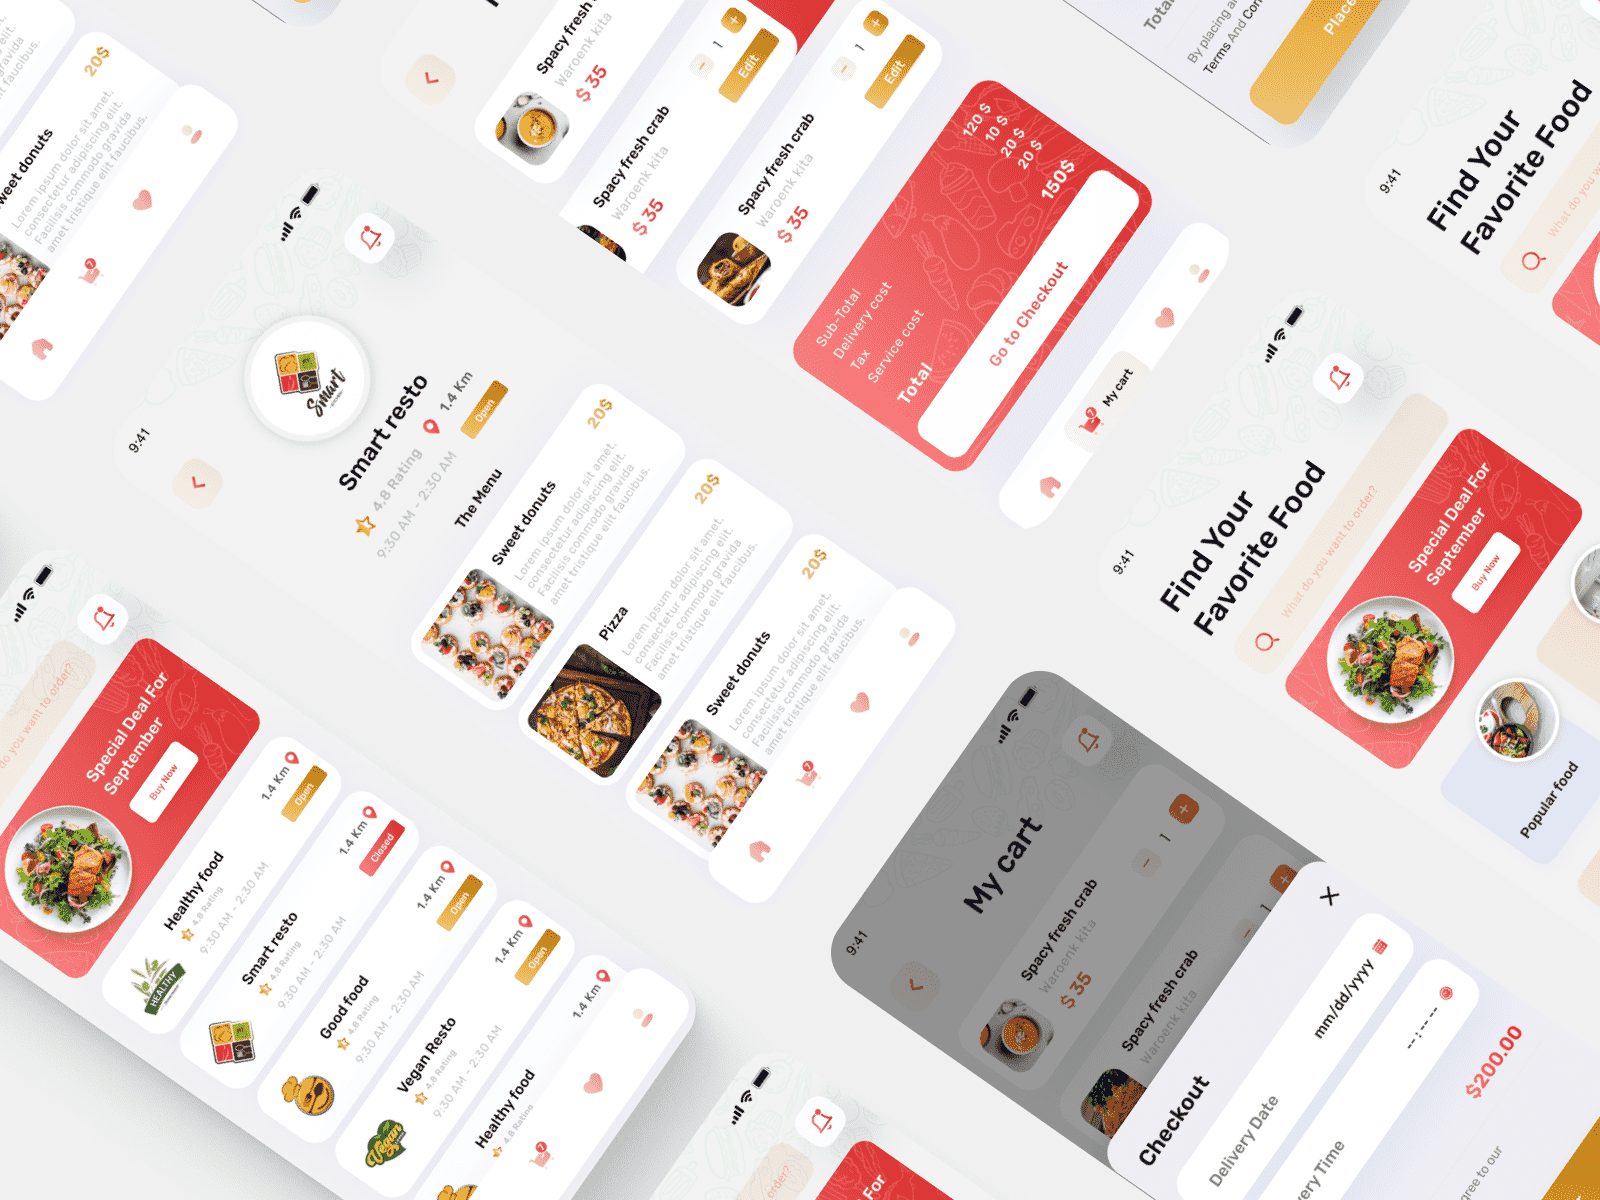 20$
Sweet donuts
Lorem ipsum dolor sit amet.
consectetur adipiscing elit.
Facilisis commodo gravida
amet tristique elit faucibus.
7
Spacy fresh
Waroenk kita
$ 35
1
Edit
Spacy fresh crab
Waroenk kita
$ 35
1
Edit
Spacy fresh crab
Waroenk kita
$ 35
Sub-Total
120 $
Delivery cost
10 $
Tax
20 $
Service cost
20 $
Total
150$
Go to Checkout
7
My cart
Total
By placing an
Terms And Con
Place
9:41
Find Your
Favorite Food
What do you w
9:41
Smart
Smart resto
4.8 Rating
1.4 Km
9:30 AM - 2:30 AM
Open
The Menu
Sweet donuts
20$
Lorem ipsum dolor sit amet.
consectetur adipiscing elit.
Facilisis commodo gravida
amet tristique elit faucibus.
Pizza
20$
Lorem ipsum dolor sit amet.
consectetur adipiscing elit.
Facilisis commodo gravida
amet tristique elit faucibus.
Sweet donuts
20$
Lorem ipsum dolor sit amet.
consectetur adipiscing elit.
Facilisis commodo gravida
amet tristique elit faucibus.
7
9:41
Find Your
Favorite Food
What do you want to order?
Special Deal For
September
Buy Now
Popular food
do you want to order?
Special Deal For
September
Buy Now
Healthy food
4.8 Rating
9:30 AM - 2:30 AM
1.4 Km
Open
HEALTHY
Smart resto
4.8 Rating
9:30 AM - 2:30 AM
1.4 Km
Closed
Good food
4.8 Rating
9:30 AM - 2:30 AM
1.4 Km
Open
Vegan Resto
4.8 Rating
9:30 AM - 2:30 AM
1.4 Km
Open
Vegan
Healthy food
4.8 Rating
1.4 Km
7
9:41
My cart
Spacy fresh crab
Waroenk kita
$ 35
1
Spacy fresh crab
Waroenk kita
1
Checkout
Delivery Date
mm/dd/yyyy
very Time
--:----
$200.00
gree to our
order?
Special Deal For